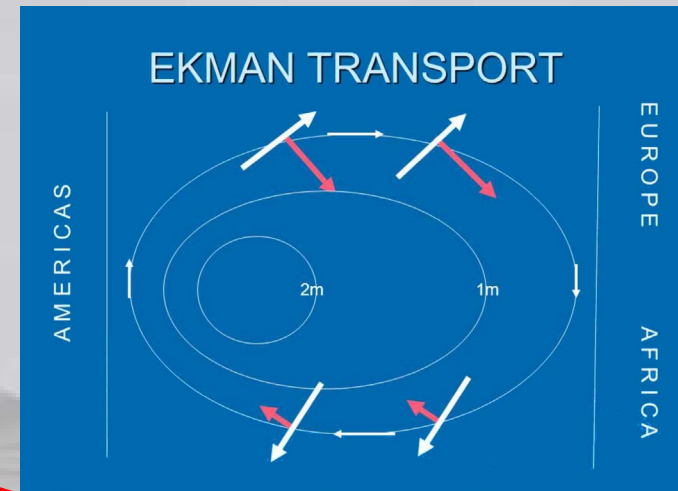 EKMAN TRANSPORT
AMERICAS
2m
1m
EUROPE
AFRICA